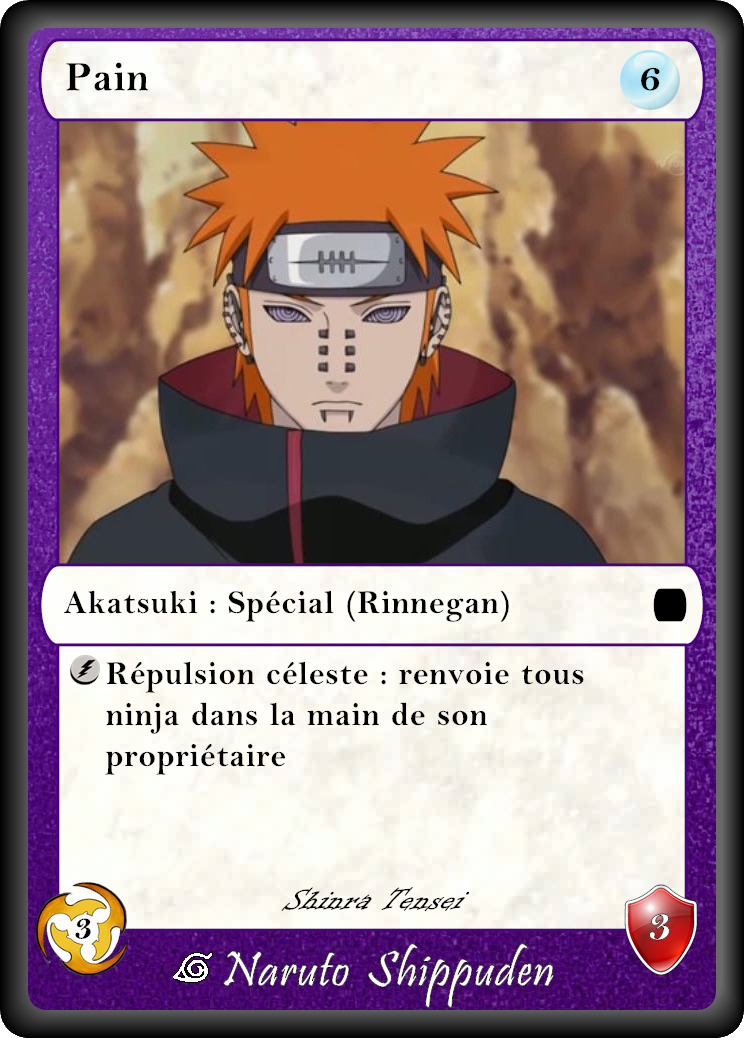 Pain
6
Akatsuki : Spécial (Rinnegan)
Répulsion céleste : renvoie tous
ninja dans la main de son
propriétaire
Shinra Tensei
3
3
Naruto Shippuden